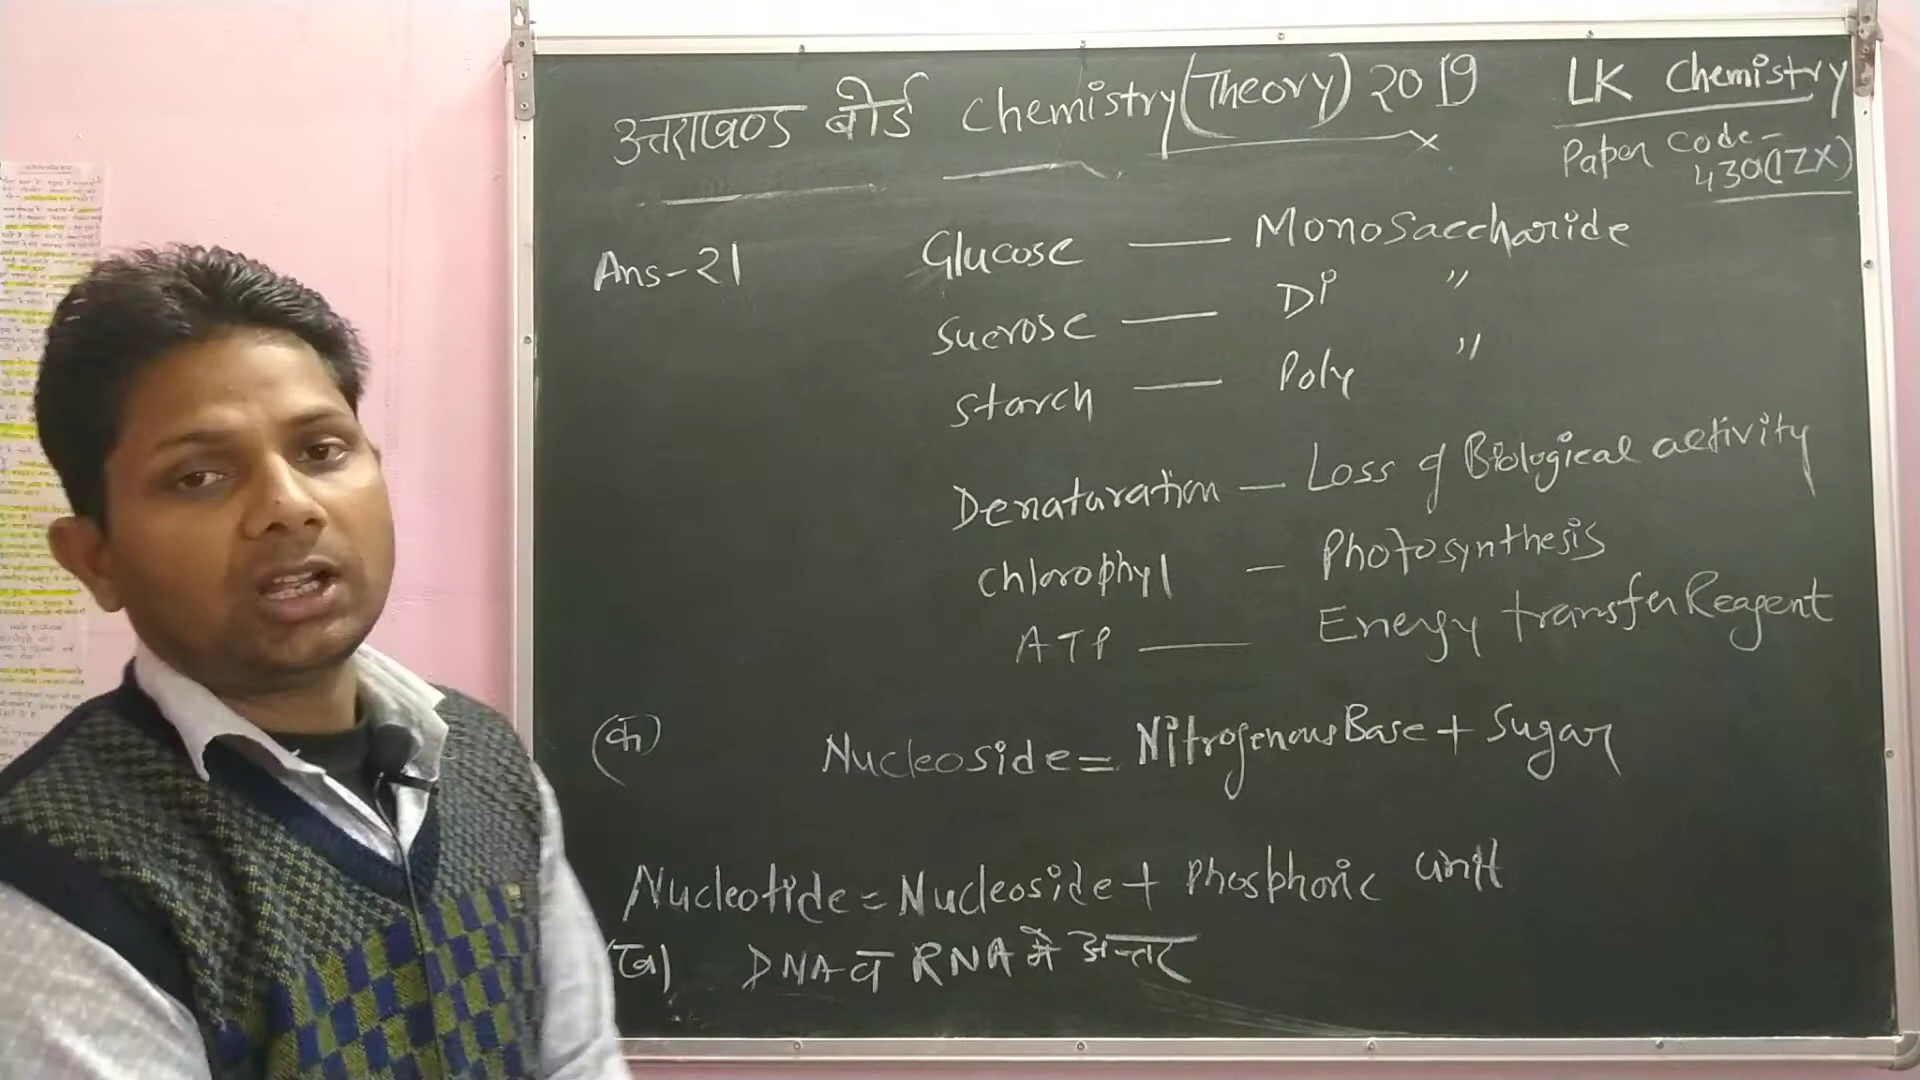 उत्तराखण्ड बोर्ड Chemistry (Theory) 2019
LK Chemistry
Paper Code-
430(IZX)
Ans-21
Glucose — Monosaccharide
Sucrose — Di "
Starch — Poly "
Denaturation — Loss of Biological activity
Chlorophyl — Photosynthesis
ATP — Energy transfer Reagent
(क) Nucleoside = Nitrogenous Base + Sugar
Nucleotide = Nucleoside + Phosphoric unit
(ख) DNA व RNA में अन्तर